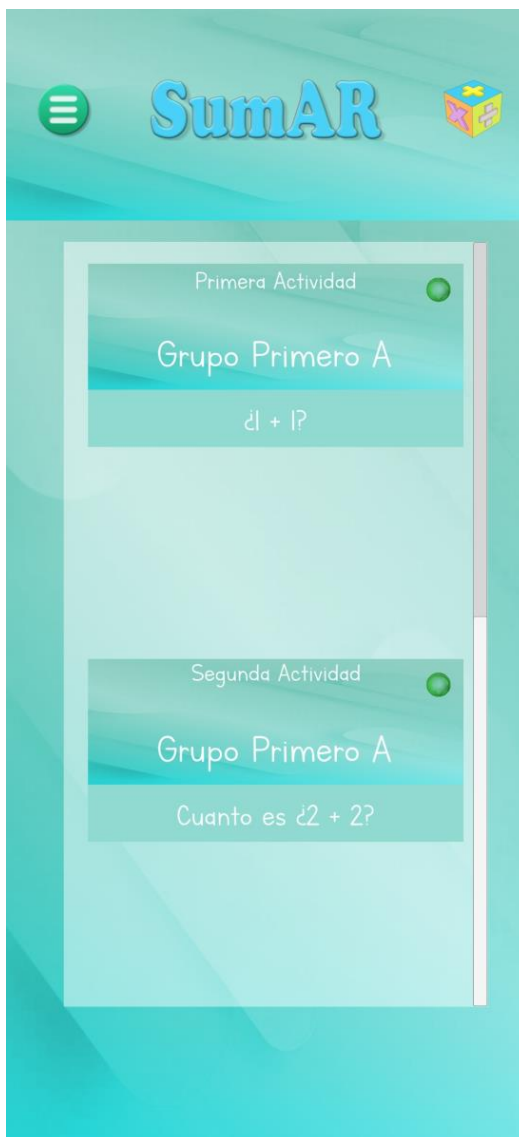 SumAR
Primera Actividad
Grupo Primero A
¿1 + 1?
Segunda Actividad
Grupo Primero A
Cuanto es ¿2 + 2?